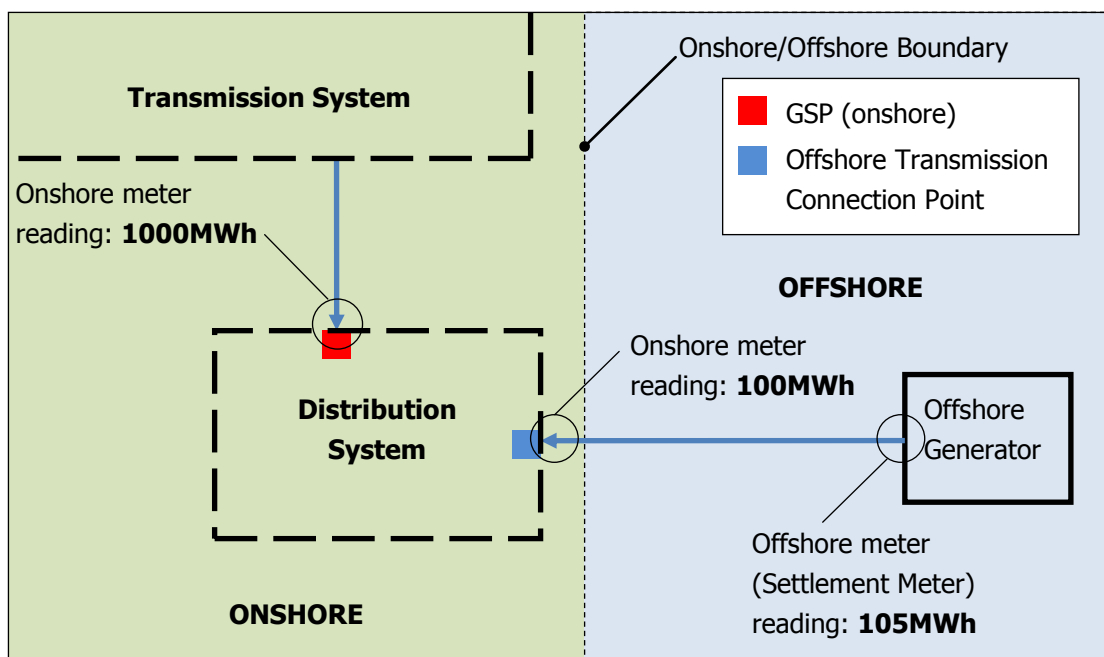 Transmission System
Onshore/Offshore Boundary
GSP (onshore)
Offshore Transmission
Connection Point
Onshore meter
reading: 1000MWh
OFFSHORE
Onshore meter
reading: 100MWh
Distribution
System
Offshore
Generator
Offshore meter
(Settlement Meter)
reading: 105MWh
ONSHORE